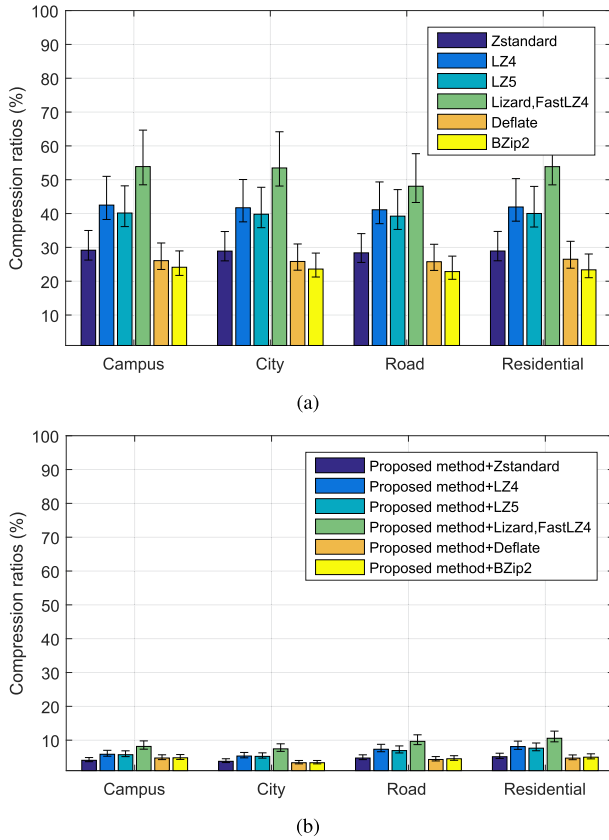 100
90
80
70
60
50
40
30
20
10
Compression ratios (%)
Zstandard
LZ4
LZ5
Lizard,FastLZ4
Deflate
BZip2
Campus City Road Residential
(a)
100
90
80
70
60
50
40
30
20
10
Compression ratios (%)
Proposed method+Zstandard
Proposed method+LZ4
Proposed method+LZ5
Proposed method+Lizard,FastLZ4
Proposed method+Deflate
Proposed method+BZip2
Campus City Road Residential
(b)